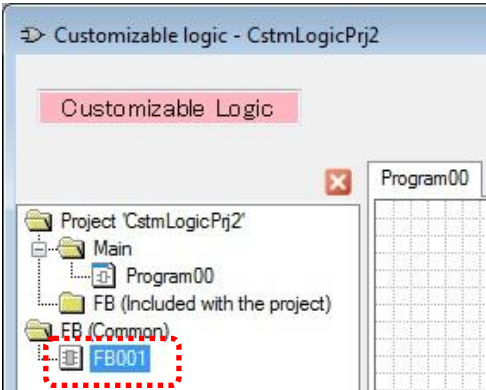 Customizable logic - CstmLogicPrj2
Customizable Logic
Program00
Project 'CstmLogicPrj2'
Main
Program00
FB (Included with the project)
FB (Common)
FB001